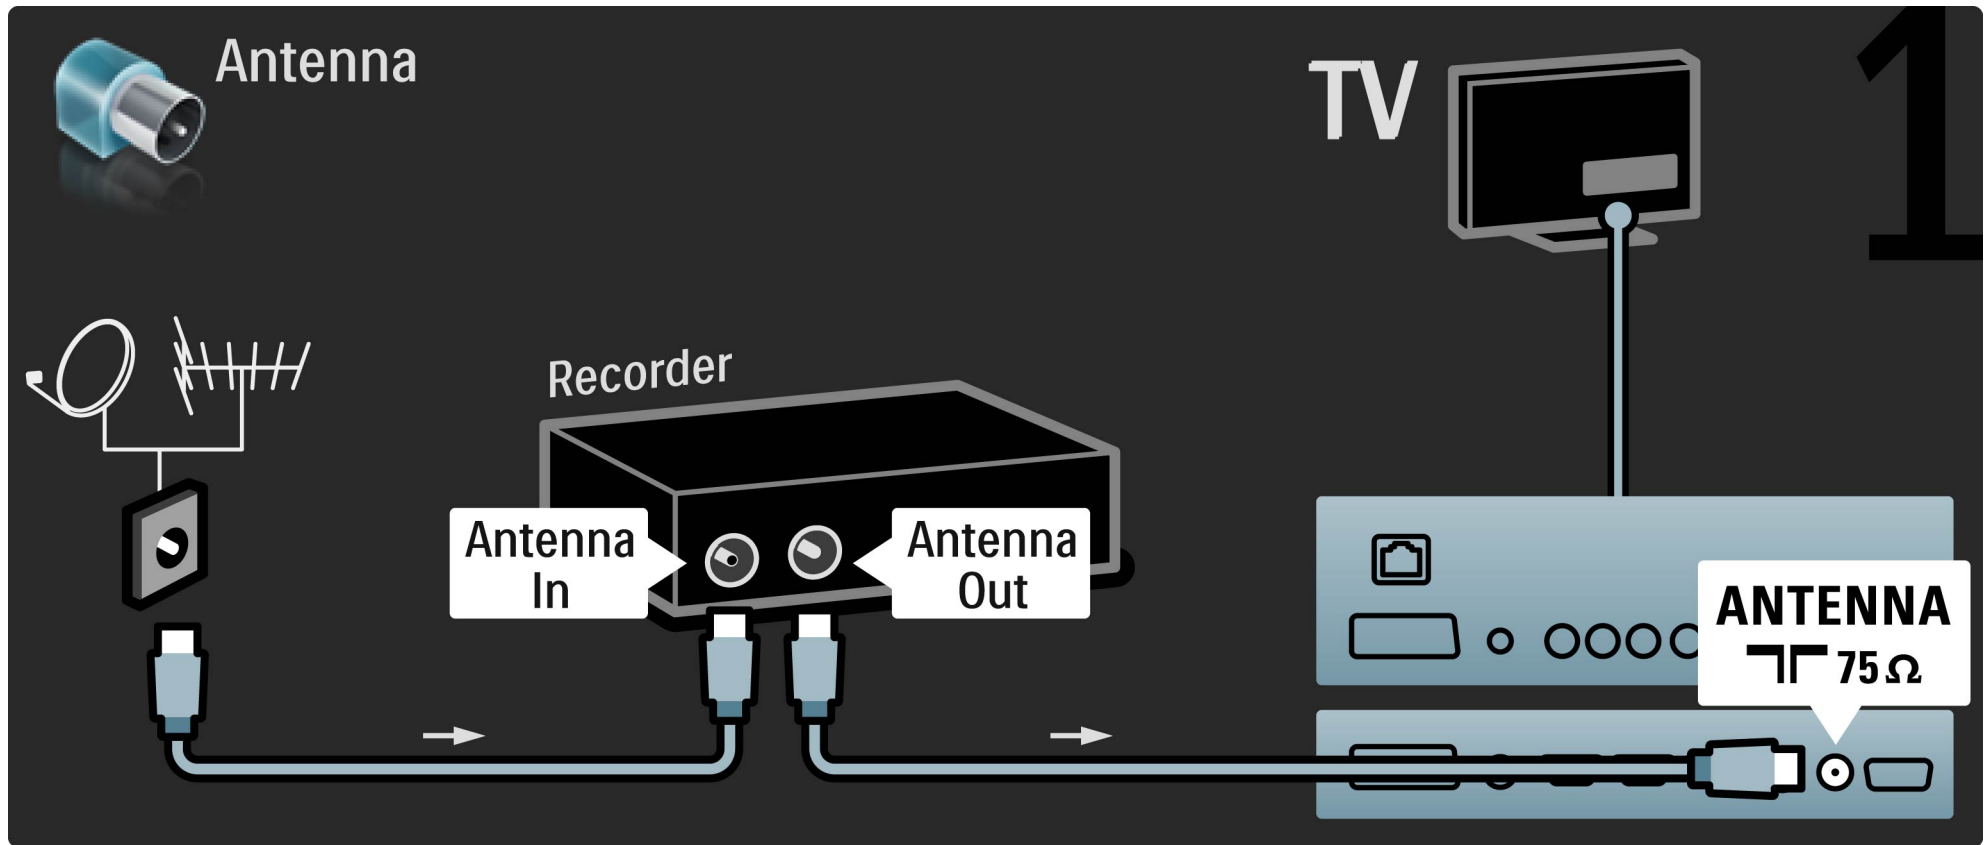 Antenna
TV
1
Recorder
Antenna
In
Antenna
Out
ANTENNA
75 Ω